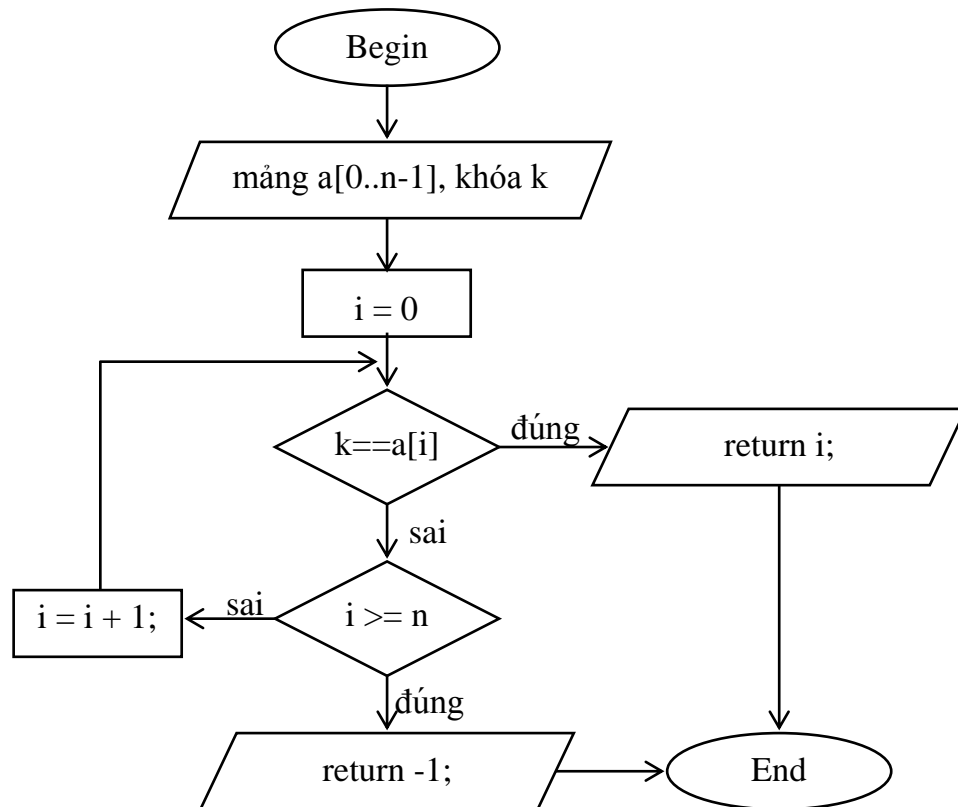 Begin
mảng a[0..n-1], khóa k
i = 0
k==a[i]
đúng
return i;
sai
i = i + 1;
sai
i >= n
đúng
return -1;
End